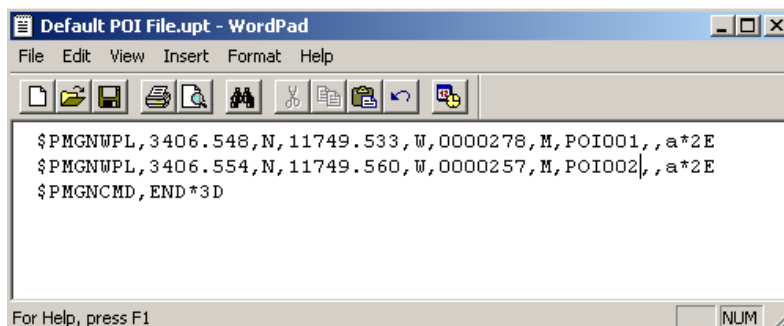 Default POI File.upt - WordPad
File Edit View Insert Format Help
$PMGNWPL,3406.548,N,11749.533,W,0000278,M,POI001,,a*2E
$PMGNWPL,3406.554,N,11749.560,W,0000257,M,POI002,,a*2E
$PMGNCMD,END*3D
For Help, press F1
NUM